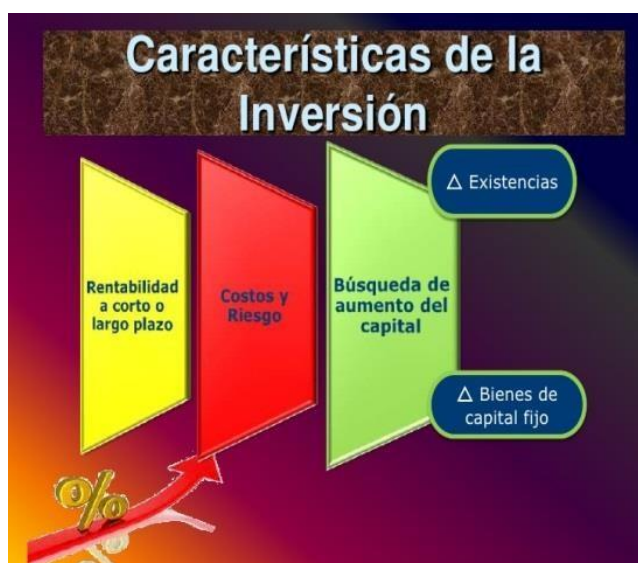 Características de la
Inversión
Rentabilidad
a corto o
largo plazo
Costos y
Riesgo
Búsqueda de
aumento del
capital
Δ Existencias
Δ Bienes de
capital fijo
%